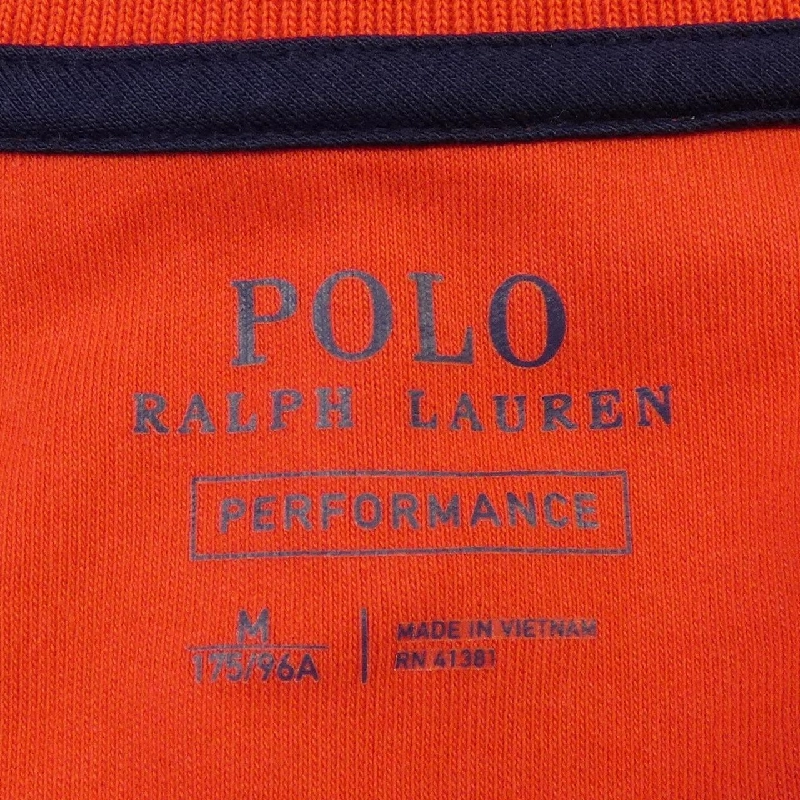 POLO
RALPH LAUREN
PERFORMANCE
M
175/96A
MADE IN VIETNAM
RN 41381